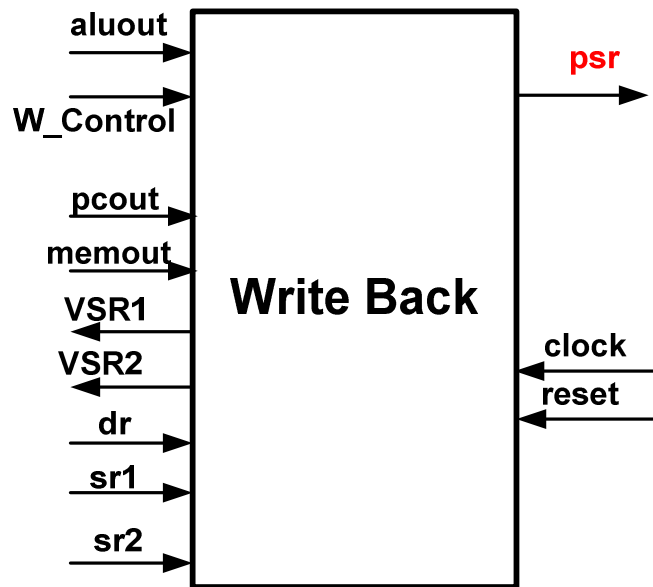 aluout
psr
W_Control
pcout
memout
Write Back
VSR1
clock
VSR2
reset
dr
sr1
sr2